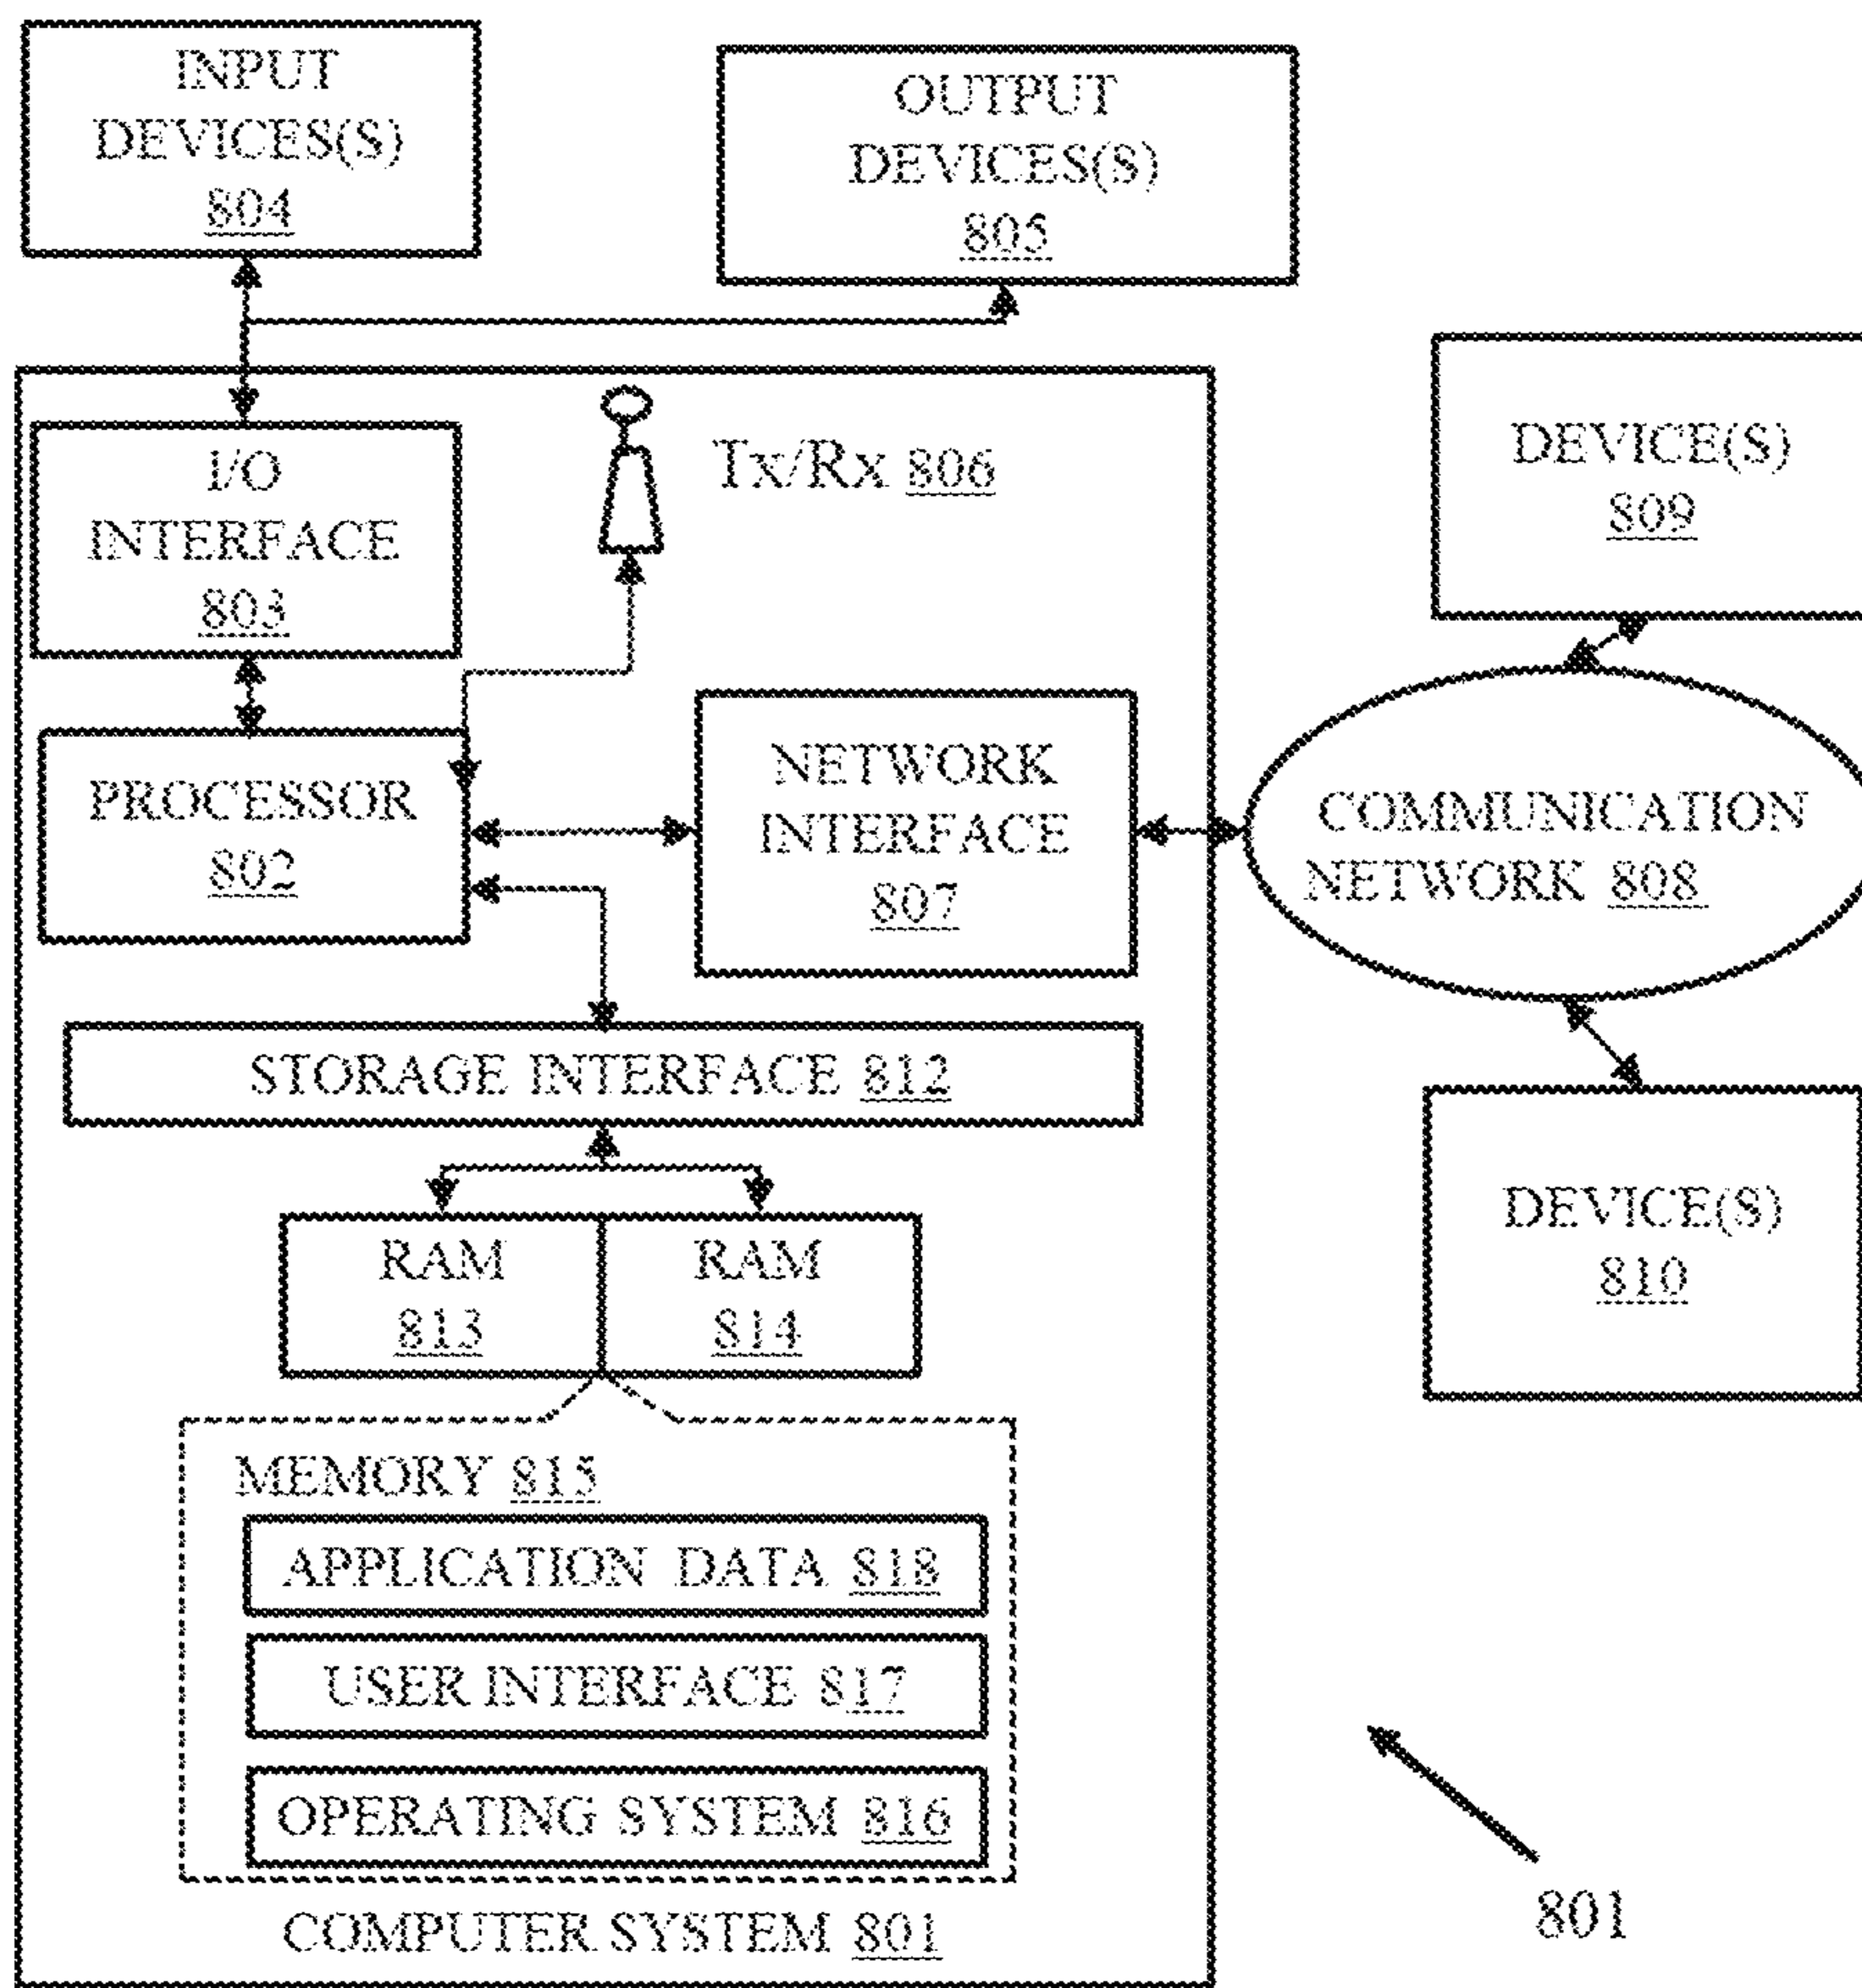 INPUT
DEVICES(S)
804
OUTPUT
DEVICES(S)
805
I/O
INTERFACE
803
Tx/Rx 806
DEVICE(S)
809
PROCESSOR
802
NETWORK
INTERFACE
807
COMMUNICATION
NETWORK 808
STORAGE INTERFACE 812
RAM
813
RAM
814
DEVICE(S)
810
MEMORY 815
APPLICATION DATA 818
USER INTERFACE 817
OPERATING SYSTEM 816
COMPUTER SYSTEM 801
801